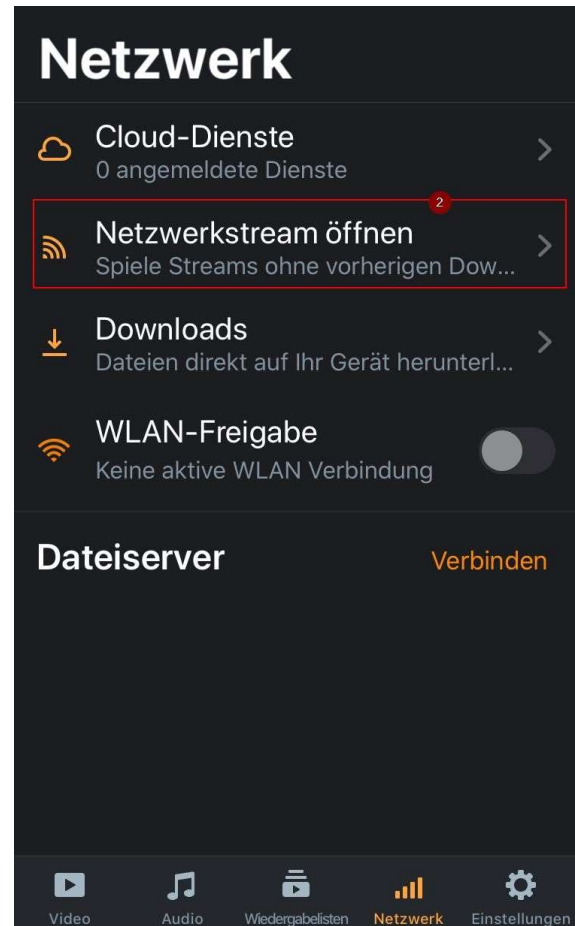 Netzwerk
Cloud-Dienste
0 angemeldete Dienste
2
Netzwerkstream öffnen
Spiele Streams ohne vorherigen Dow...
Downloads
Dateien direkt auf Ihr Gerät herunterl...
WLAN-Freigabe
Keine aktive WLAN Verbindung
Dateiserver Verbinden
Video Audio Wiedergabelisten Netzwerk Einstellungen